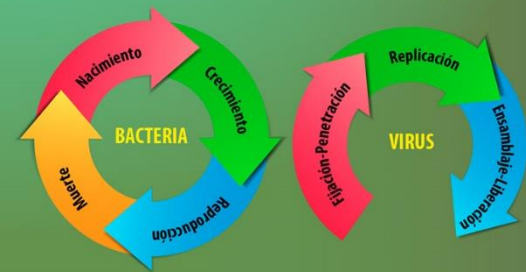 BACTERIA
Nacimiento
Crecimiento
Reproducción
Muerte
VIRUS
Fijación-Penetración
Replicación
Ensamblaje-Liberación